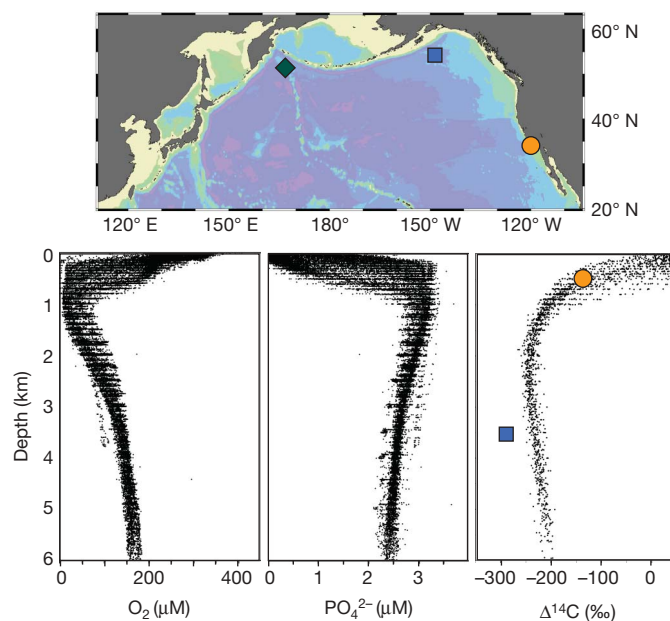 60° N
40° N
20° N
120° E 150° E 180° 150° W 120° W
0
1
2
3
4
5
6
Depth (km)
0 200 400
0 1 2 3
−300 −200 −100 0
O₂ (µM)
PO₄²⁻ (µM)
Δ¹⁴C (‰)